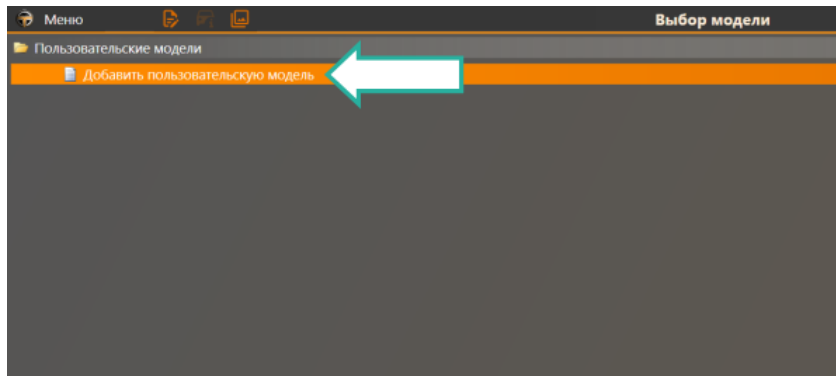 Меню
Выбор модели
Пользовательские модели
Добавить пользовательскую модель